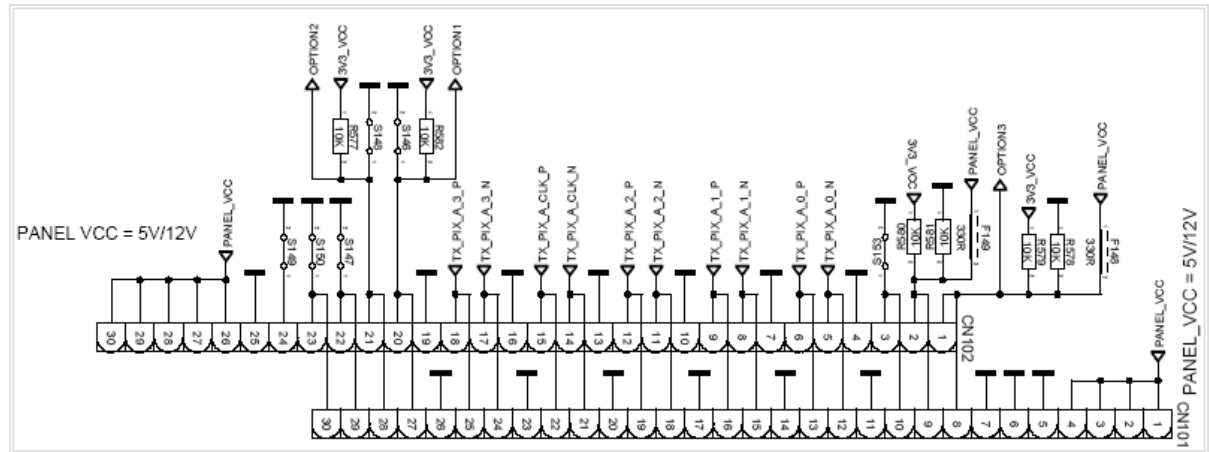 OPTION2
3V3_VCC
3V3_VCC
OPTION1
R577
10K
S148
S146
R582
10K
PANEL_VCC
S149
S150
S147
TX_PIX_A_3_P
TX_PIX_A_3_N
TX_PIX_A_CLK_P
TX_PIX_A_CLK_N
TX_PIX_A_2_P
TX_PIX_A_2_N
TX_PIX_A_1_P
TX_PIX_A_1_N
TX_PIX_A_0_P
TX_PIX_A_0_N
S153
3V3_VCC
R580
10K
R581
10K
PANEL_VCC
330R
F149
OPTION3
3V3_VCC
10K
R579
10K
R578
PANEL_VCC
330R
F148
PANEL VCC = 5V/12V
30 29 28 27 26 25 24 23 22 21 20 19 18 17 16 15 14 13 12 11 10 9 8 7 6 5 4 3 2 1
CN102
PANEL_VCC
PANEL_VCC = 5V/12V
30 29 28 27 26 25 24 23 22 21 20 19 18 17 16 15 14 13 12 11 10 9 8 7 6 5 4 3 2 1
CN101